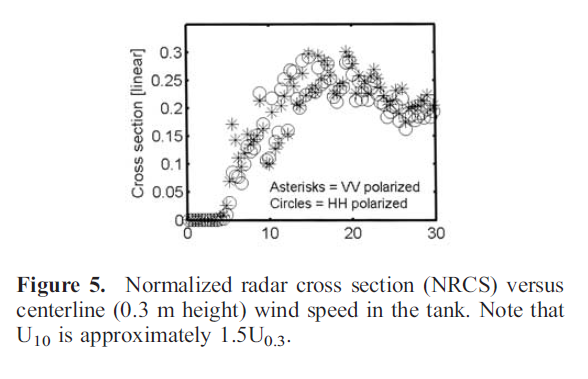 Cross section [linear]
0.3
0.25
0.2
0.15
0.1
0.05
0
0 10 20 30
Asterisks = VV polarized
Circles = HH polarized
Figure 5. Normalized radar cross section (NRCS) versus
centerline (0.3 m height) wind speed in the tank. Note that
U10 is approximately 1.5U0.3.